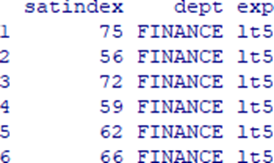 satindex dept exp
1 75 FINANCE lt5
2 56 FINANCE lt5
3 72 FINANCE lt5
4 59 FINANCE lt5
5 62 FINANCE lt5
6 66 FINANCE lt5